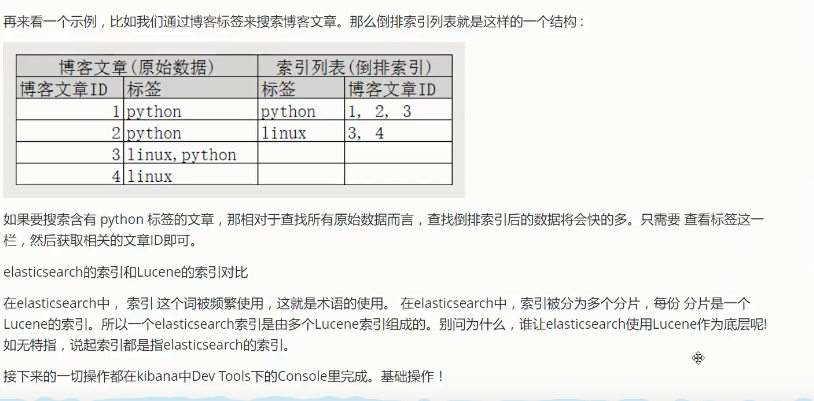 再来看一个示例，比如我们通过博客标签来搜索博客文章。那么倒排索引列表就是这样的一个结构：
博客文章(原始数据) 索引列表(倒排索引)
博客文章ID 标签 标签 博客文章ID
1 python python 1, 2, 3
2 python linux 3, 4
3 linux,python
4 linux
如果要搜索含有 python 标签的文章，那相对于查找所有原始数据而言，查找倒排索引后的数据将会快的多。只需要 查看标签这一
栏，然后获取相关的文章ID即可。
elasticsearch的索引和Lucene的索引对比
在elasticsearch中， 索引 这个词被频繁使用，这就是术语的使用。 在elasticsearch中，索引被分为多个分片，每份 分片是一个
Lucene的索引。所以一个elasticsearch索引是由多个Lucene索引组成的。别问为什么，谁让elasticsearch使用Lucene作为底层呢!
如无特指，说起索引都是指elasticsearch的索引。
接下来的一切操作都在kibana中Dev Tools下的Console里完成。基础操作！